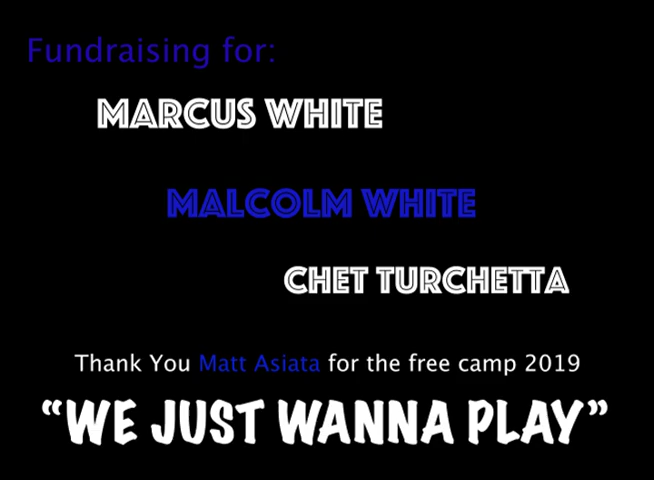 Fundraising for:
MARCUS WHITE
MALCOLM WHITE
CHET TURCHETTA
Thank You Matt Asiata for the free camp 2019
“WE JUST WANNA PLAY”